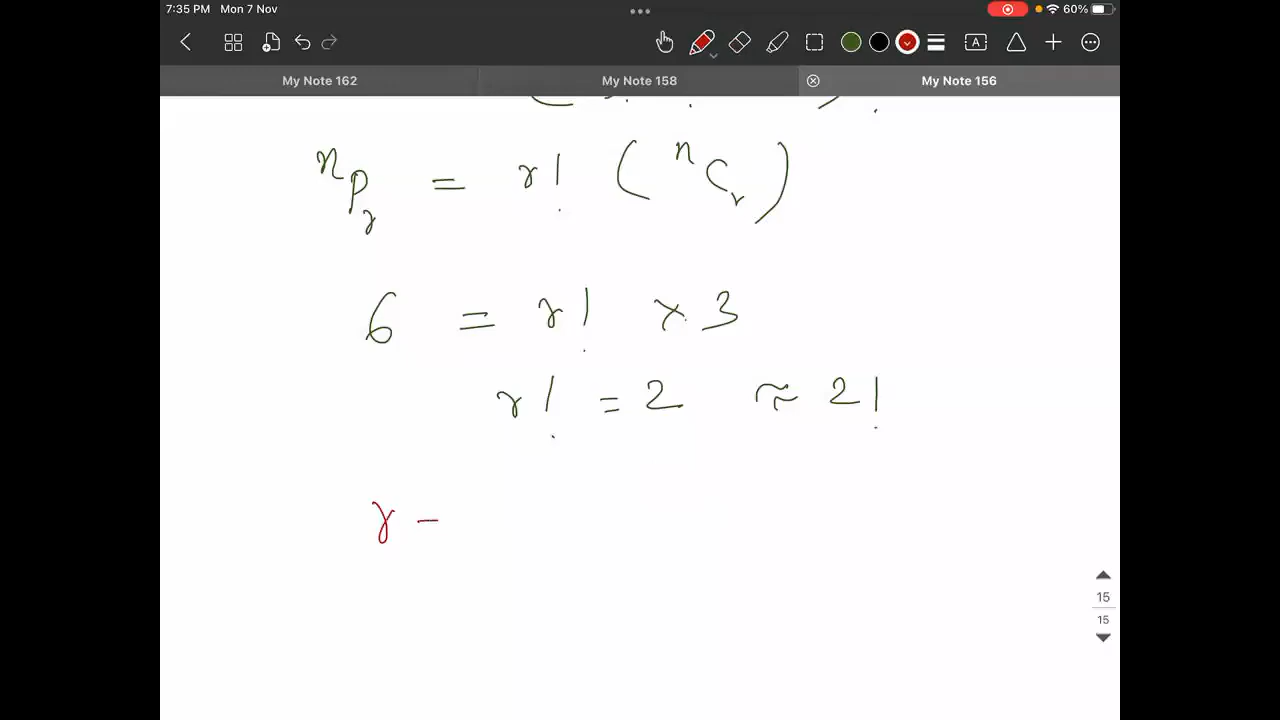 7:35 PM Mon 7 Nov
60%
A
My Note 162
My Note 158
My Note 156
ⁿPᵣ = r! (ⁿCᵣ)
6 = r! × 3
r! = 2 ≈ 2!
r -
15
15